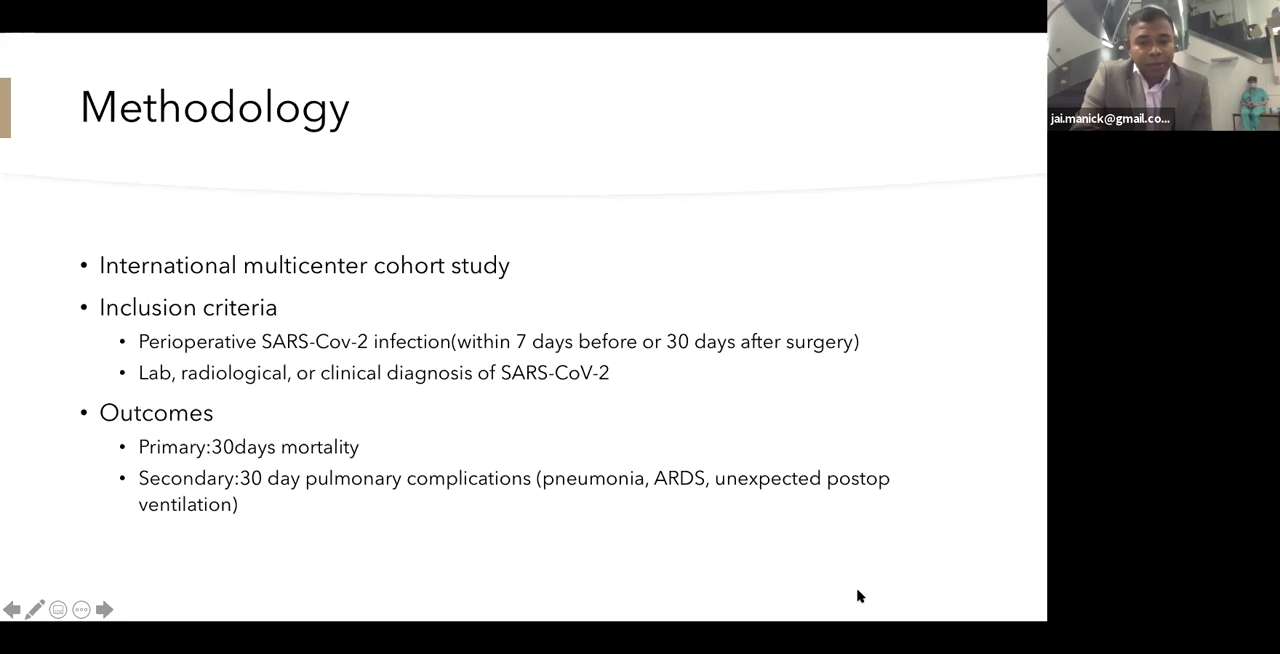 Methodology
• International multicenter cohort study
• Inclusion criteria
• Perioperative SARS-Cov-2 infection(within 7 days before or 30 days after surgery)
• Lab, radiological, or clinical diagnosis of SARS-CoV-2
• Outcomes
• Primary:30days mortality
• Secondary:30 day pulmonary complications (pneumonia, ARDS, unexpected postop
ventilation)
jai.manick@gmail.co...